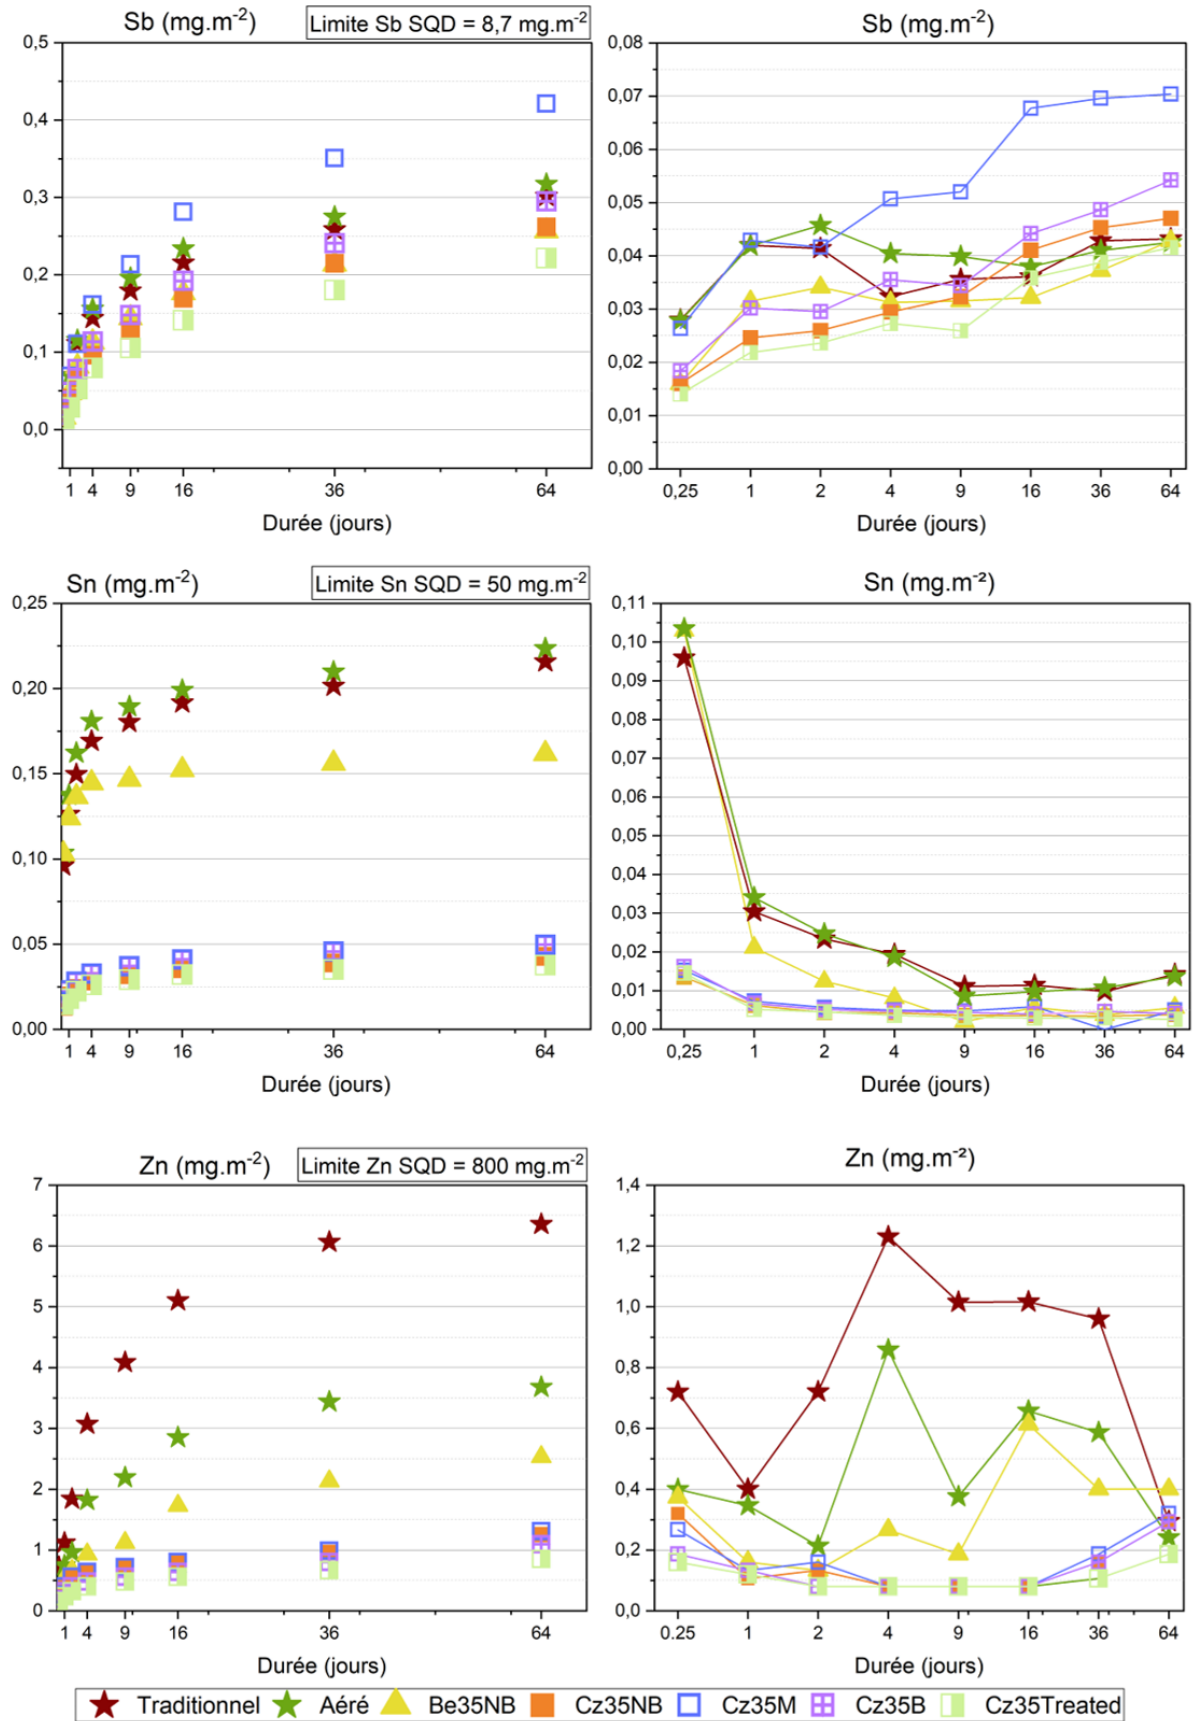 Sb (mg.m-2)
Limite Sb SQD = 8,7 mg.m-2
0,5
0,4
0,3
0,2
0,1
0,0
1 4 9 16 36 64
Durée (jours)
Sb (mg.m-2)
0,08
0,07
0,06
0,05
0,04
0,03
0,02
0,01
0,00
0,25 1 2 4 9 16 36 64
Durée (jours)
Sn (mg.m-2)
Limite Sn SQD = 50 mg.m-2
0,25
0,20
0,15
0,10
0,05
0,00
1 4 9 16 36 64
Durée (jours)
Sn (mg.m-²)
0,11
0,10
0,09
0,08
0,07
0,06
0,05
0,04
0,03
0,02
0,01
0,00
0,25 1 2 4 9 16 36 64
Durée (jours)
Zn (mg.m-2)
Limite Zn SQD = 800 mg.m-2
7
6
5
4
3
2
1
0
1 4 9 16 36 64
Durée (jours)
Zn (mg.m-²)
1,4
1,2
1,0
0,8
0,6
0,4
0,2
0,0
0.25 1 2 4 9 16 36 64
Durée (jours)
Traditionnel Aéré Be35NB Cz35NB Cz35M Cz35B Cz35Treated